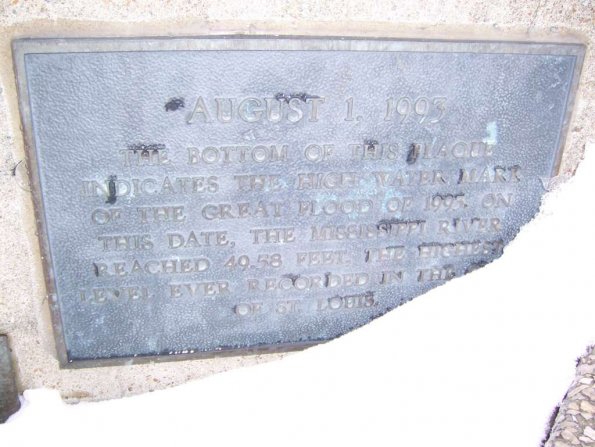 AUGUST 1, 1993
THE BOTTOM OF THIS PLAQUE
INDICATES THE HIGH WATER MARK
OF THE GREAT FLOOD OF 1993. ON
THIS DATE, THE MISSISSIPPI RIVER
REACHED 49.58 FEET, THE HIGHEST
LEVEL EVER RECORDED IN THE
OF ST. LOUIS.